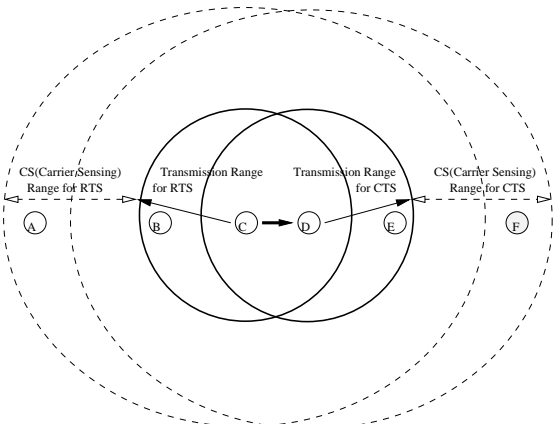 CS(Carrier Sensing)
Range for RTS
Transmission Range
for RTS
Transmission Range
for CTS
CS(Carrier Sensing)
Range for CTS
A
B
C
D
E
F